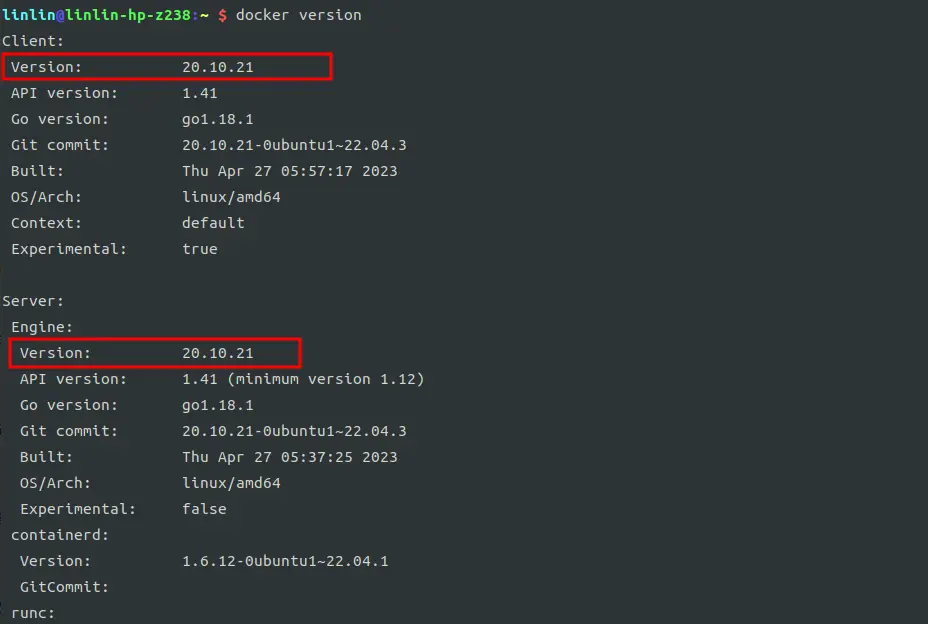 linlin@linlin-hp-z238:~ $ docker version
Client:
Version: 20.10.21
API version: 1.41
Go version: go1.18.1
Git commit: 20.10.21-0ubuntu1~22.04.3
Built: Thu Apr 27 05:57:17 2023
OS/Arch: linux/amd64
Context: default
Experimental: true
Server:
Engine:
Version: 20.10.21
API version: 1.41 (minimum version 1.12)
Go version: go1.18.1
Git commit: 20.10.21-0ubuntu1~22.04.3
Built: Thu Apr 27 05:37:25 2023
OS/Arch: linux/amd64
Experimental: false
containerd:
Version: 1.6.12-0ubuntu1~22.04.1
GitCommit:
runc: